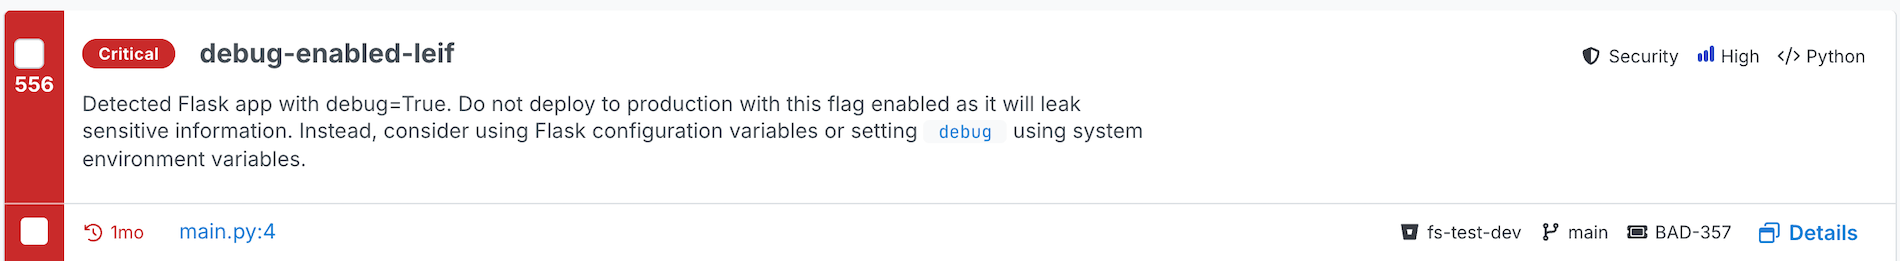 Critical debug-enabled-leif Security High Python
556
Detected Flask app with debug=True. Do not deploy to production with this flag enabled as it will leak
sensitive information. Instead, consider using Flask configuration variables or setting debug using system
environment variables.
1mo main.py:4 fs-test-dev main BAD-357 Details